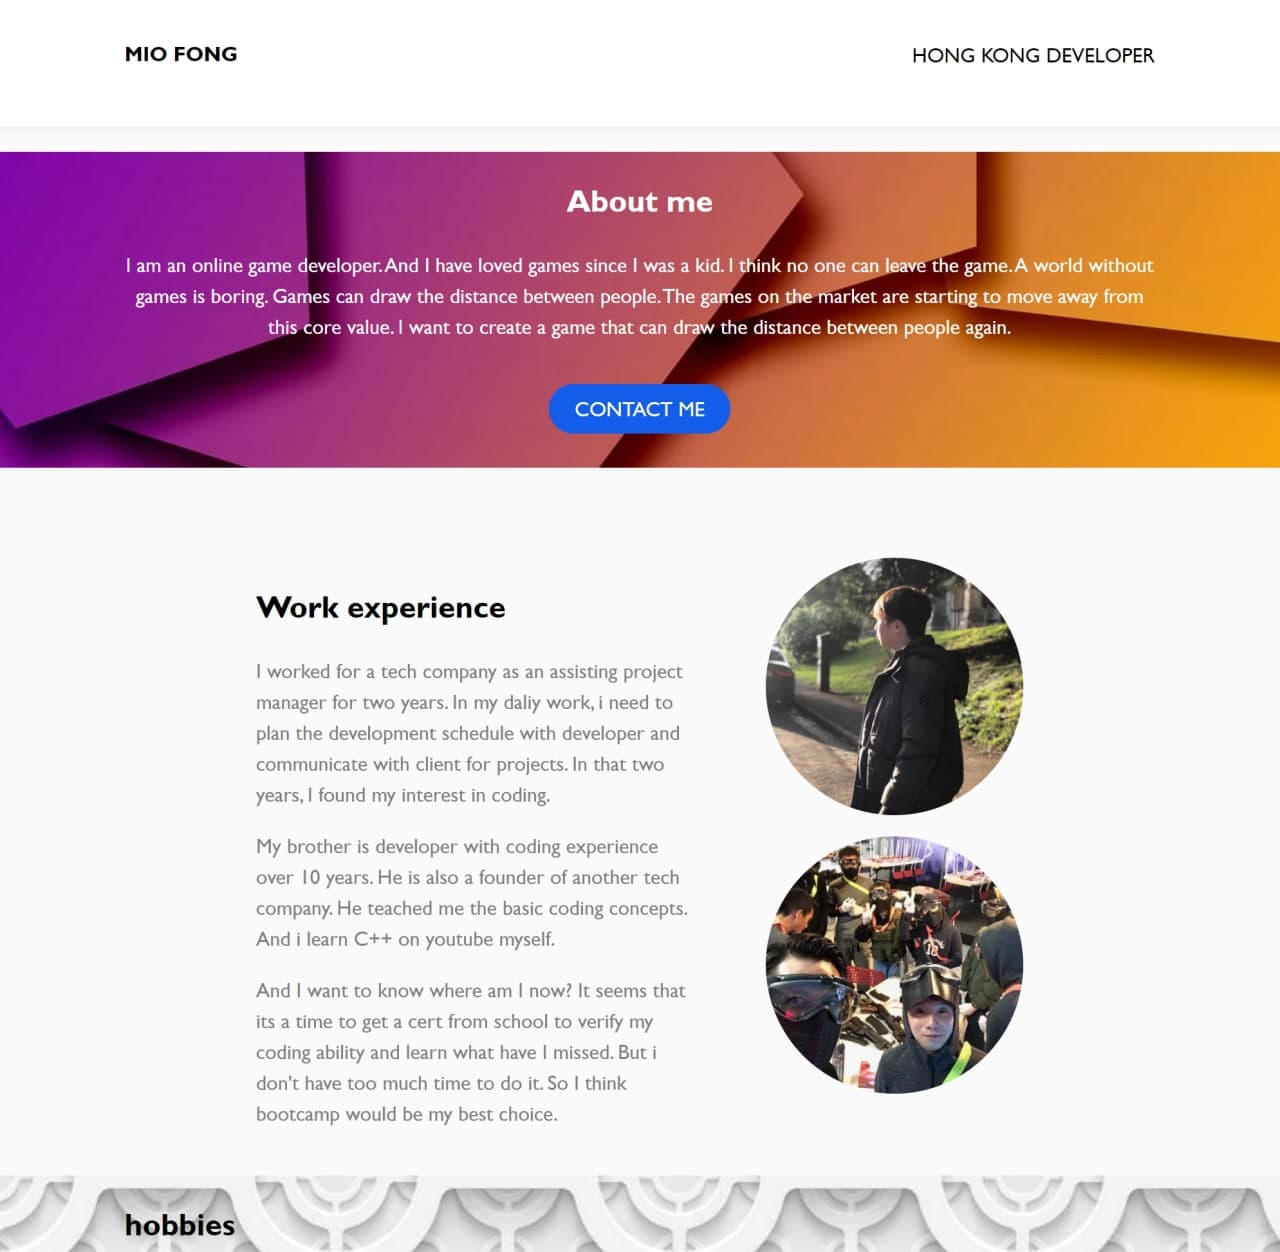 MIO FONG
HONG KONG DEVELOPER
About me
I am an online game developer. And I have loved games since I was a kid. I think no one can leave the game. A world without
games is boring. Games can draw the distance between people. The games on the market are starting to move away from
this core value. I want to create a game that can draw the distance between people again.
CONTACT ME
Work experience
I worked for a tech company as an assisting project
manager for two years. In my daliy work, i need to
plan the development schedule with developer and
communicate with client for projects. In that two
years, I found my interest in coding.
My brother is developer with coding experience
over 10 years. He is also a founder of another tech
company. He teached me the basic coding concepts.
And i learn C++ on youtube myself.
And I want to know where am I now? It seems that
its a time to get a cert from school to verify my
coding ability and learn what have I missed. But i
don't have too much time to do it. So I think
bootcamp would be my best choice.
hobbies